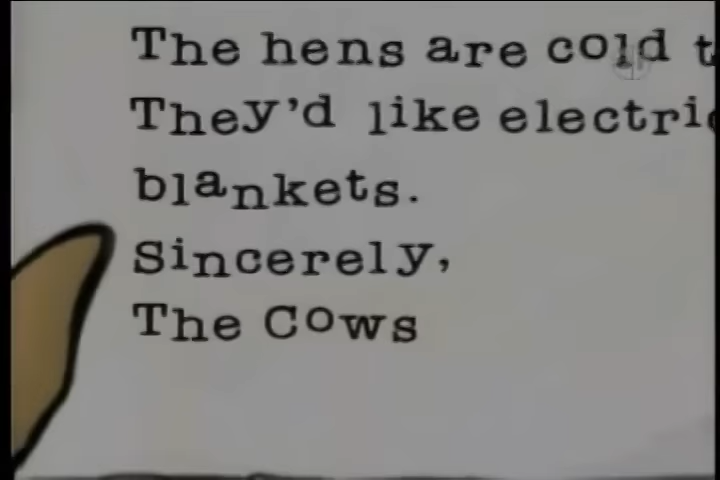 The hens are cold t
They'd like electric
blankets.
Sincerely,
The Cows